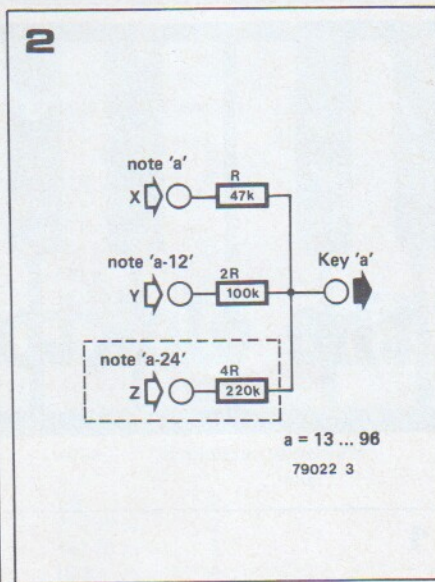 2
note 'a'
X
R
47k
note 'a-12'
Y
2R
100k
Key 'a'
note 'a-24'
Z
4R
220k
a = 13 ... 96
79022 3